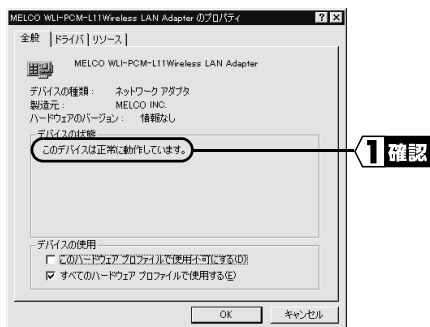 MELCO WLI-PCM-L11Wireless LAN Adapter のプロパティ
全般 ドライバ リソース
MELCO WLI-PCM-L11Wireless LAN Adapter
デバイスの種類: ネットワーク アダプタ
製造元: MELCO INC.
ハードウェアのバージョン: 情報なし
デバイスの状態
このデバイスは正常に動作しています。
1 確認
デバイスの使用
このハードウェア プロファイルで使用不可にする(D)
すべてのハードウェア プロファイルで使用する(E)
OK キャンセル